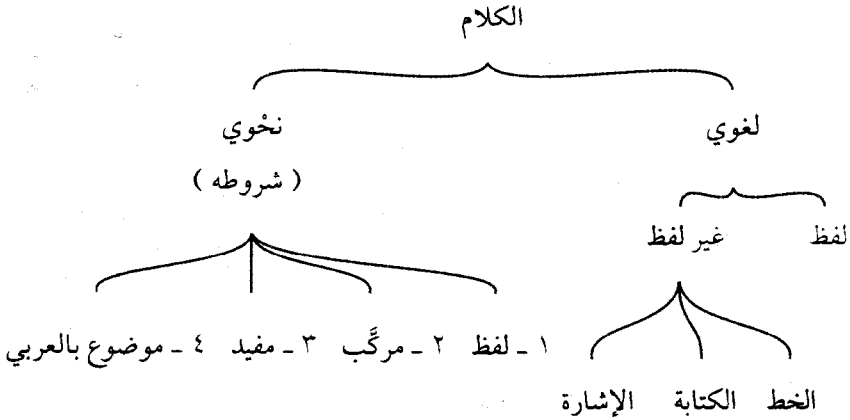 الكلام
لغوي نحْوي
( شروطه )
لفظ غير لفظ
١ ـ لفظ ٢ ـ مركَّب ٣ ـ مفيد ٤ ـ موضوع بالعربي
الخط الكتابة الإشارة